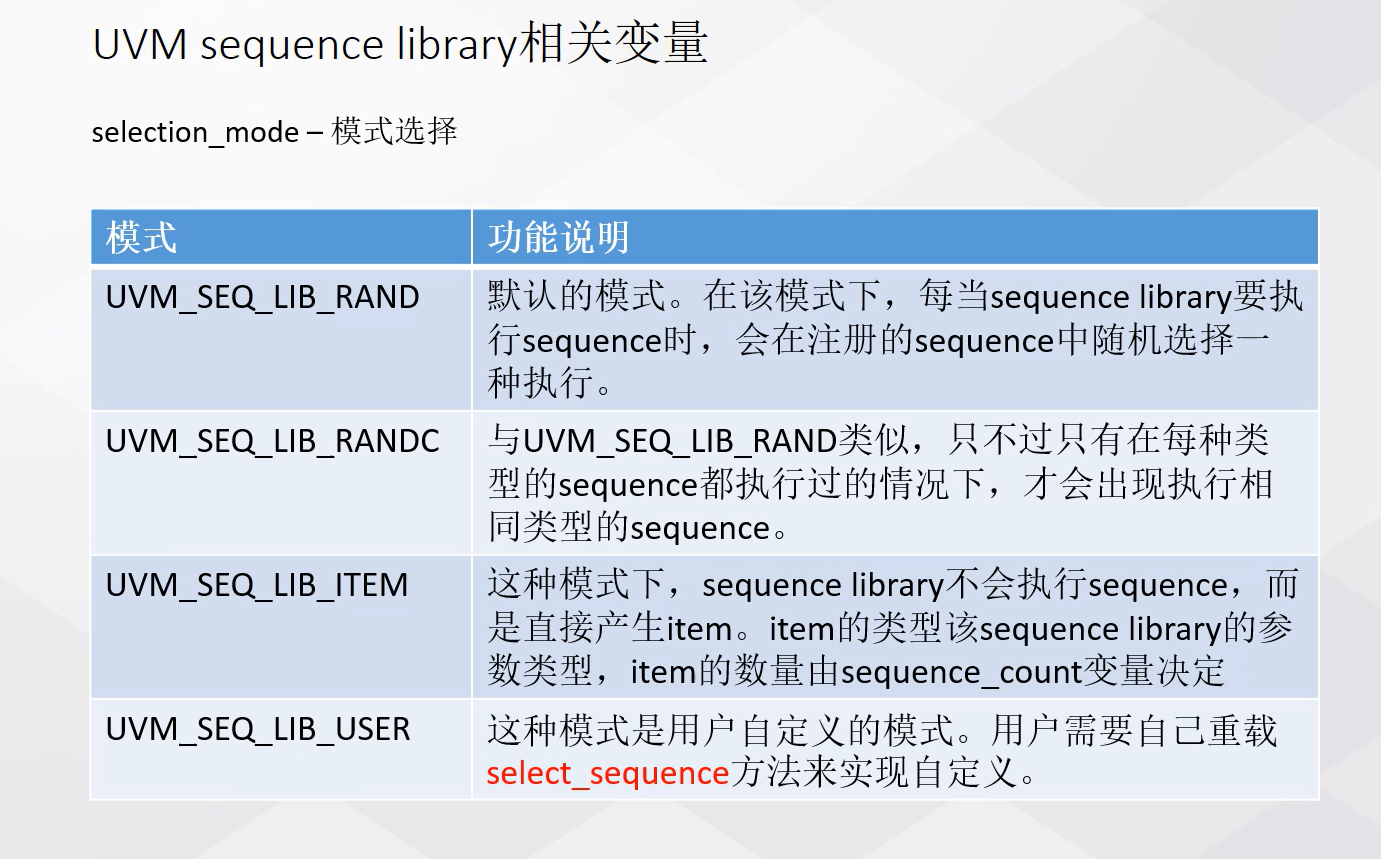 UVM sequence library相关变量
selection_mode – 模式选择
模式
功能说明
UVM_SEQ_LIB_RAND
默认的模式。在该模式下，每当sequence library要执
行sequence时，会在注册的sequence中随机选择一
种执行。
UVM_SEQ_LIB_RANDC
与UVM_SEQ_LIB_RAND类似，只不过只有在每种类
型的sequence都执行过的情况下，才会出现执行相
同类型的sequence。
UVM_SEQ_LIB_ITEM
这种模式下，sequence library不会执行sequence，而
是直接产生item。item的类型该sequence library的参
数类型，item的数量由sequence_count变量决定
UVM_SEQ_LIB_USER
这种模式是用户自定义的模式。用户需要自己重载
select_sequence方法来实现自定义。